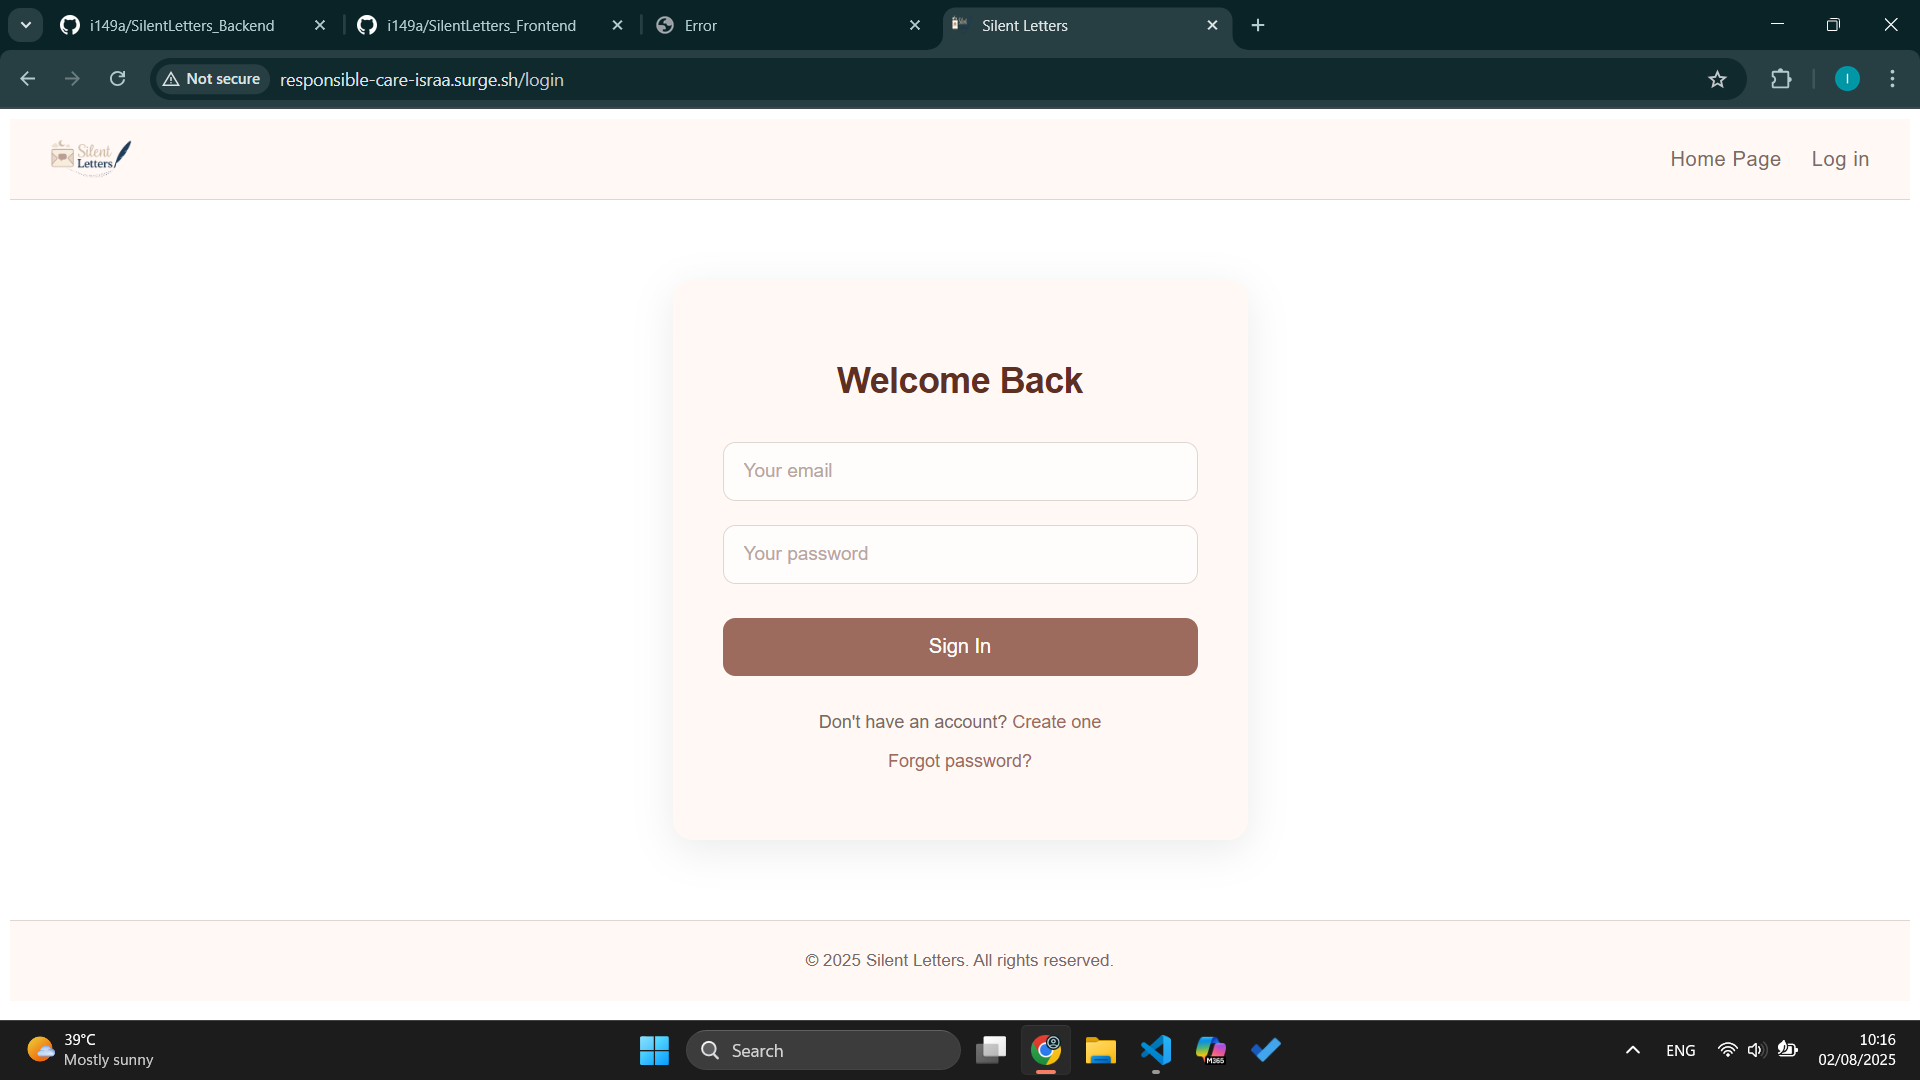 i149a/SilentLetters_Backend
i149a/SilentLetters_Frontend
Error
Silent Letters
Not secure
responsible-care-israa.surge.sh/login
I
Silent
Letters
Home Page
Log in
Welcome Back
Your email
Your password
Sign In
Don't have an account? Create one
Forgot password?
© 2025 Silent Letters. All rights reserved.
39°C
Mostly sunny
Search
M365
ENG
10:16
02/08/2025